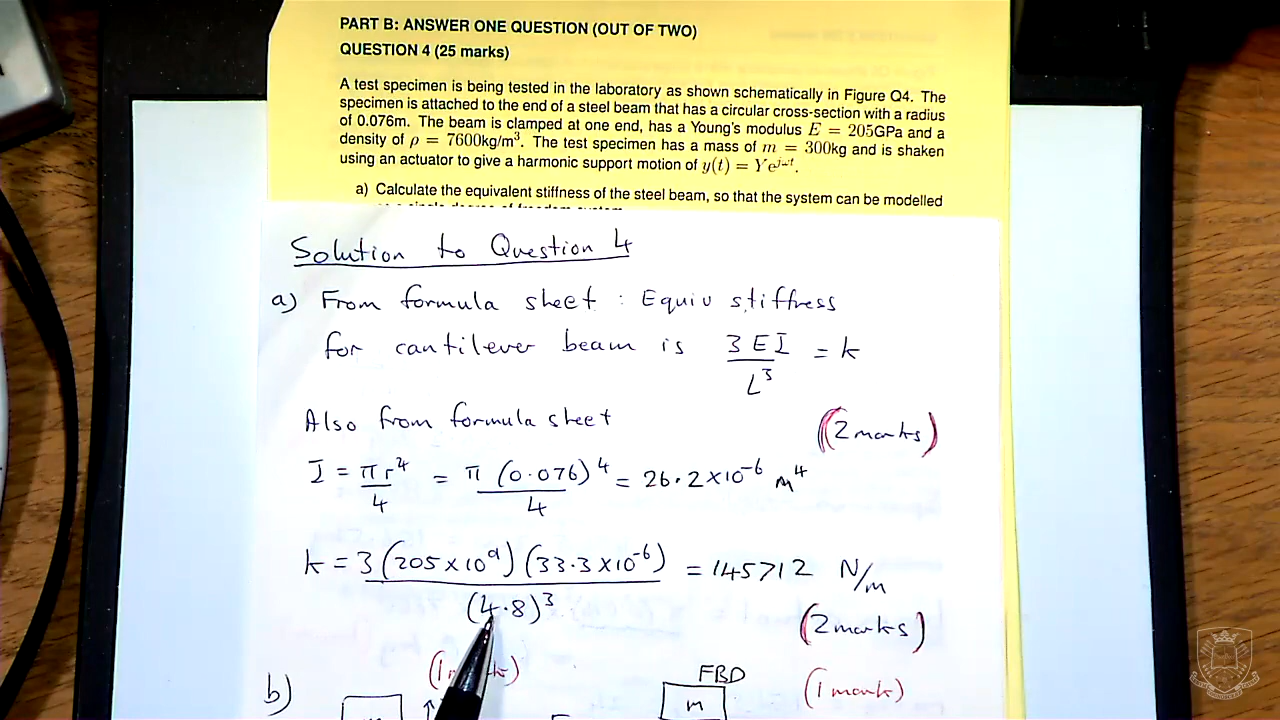 PART B: ANSWER ONE QUESTION (OUT OF TWO)
QUESTION 4 (25 marks)
A test specimen is being tested in the laboratory as shown schematically in Figure Q4. The
specimen is attached to the end of a steel beam that has a circular cross-section with a radius
of 0.076m. The beam is clamped at one end, has a Young's modulus E = 205GPa and a
density of ρ = 7600kg/m³. The test specimen has a mass of m = 300kg and is shaken
using an actuator to give a harmonic support motion of y(t) = Ye^{jωt}.
a) Calculate the equivalent stiffness of the steel beam, so that the system can be modelled
Solution to Question 4
a) From formula sheet : Equiv stiffness
for cantilever beam is 3EI/L³ = k
Also from formula sheet
(2 marks)
I = πr⁴/4 = π(0.076)⁴/4 = 26.2×10⁻⁶ m⁴
k = 3(205×10⁹)(33.3×10⁻⁶)/(4.8)³ = 145712 N/m
(2 marks)
b)
FBD
(1 mark)
m